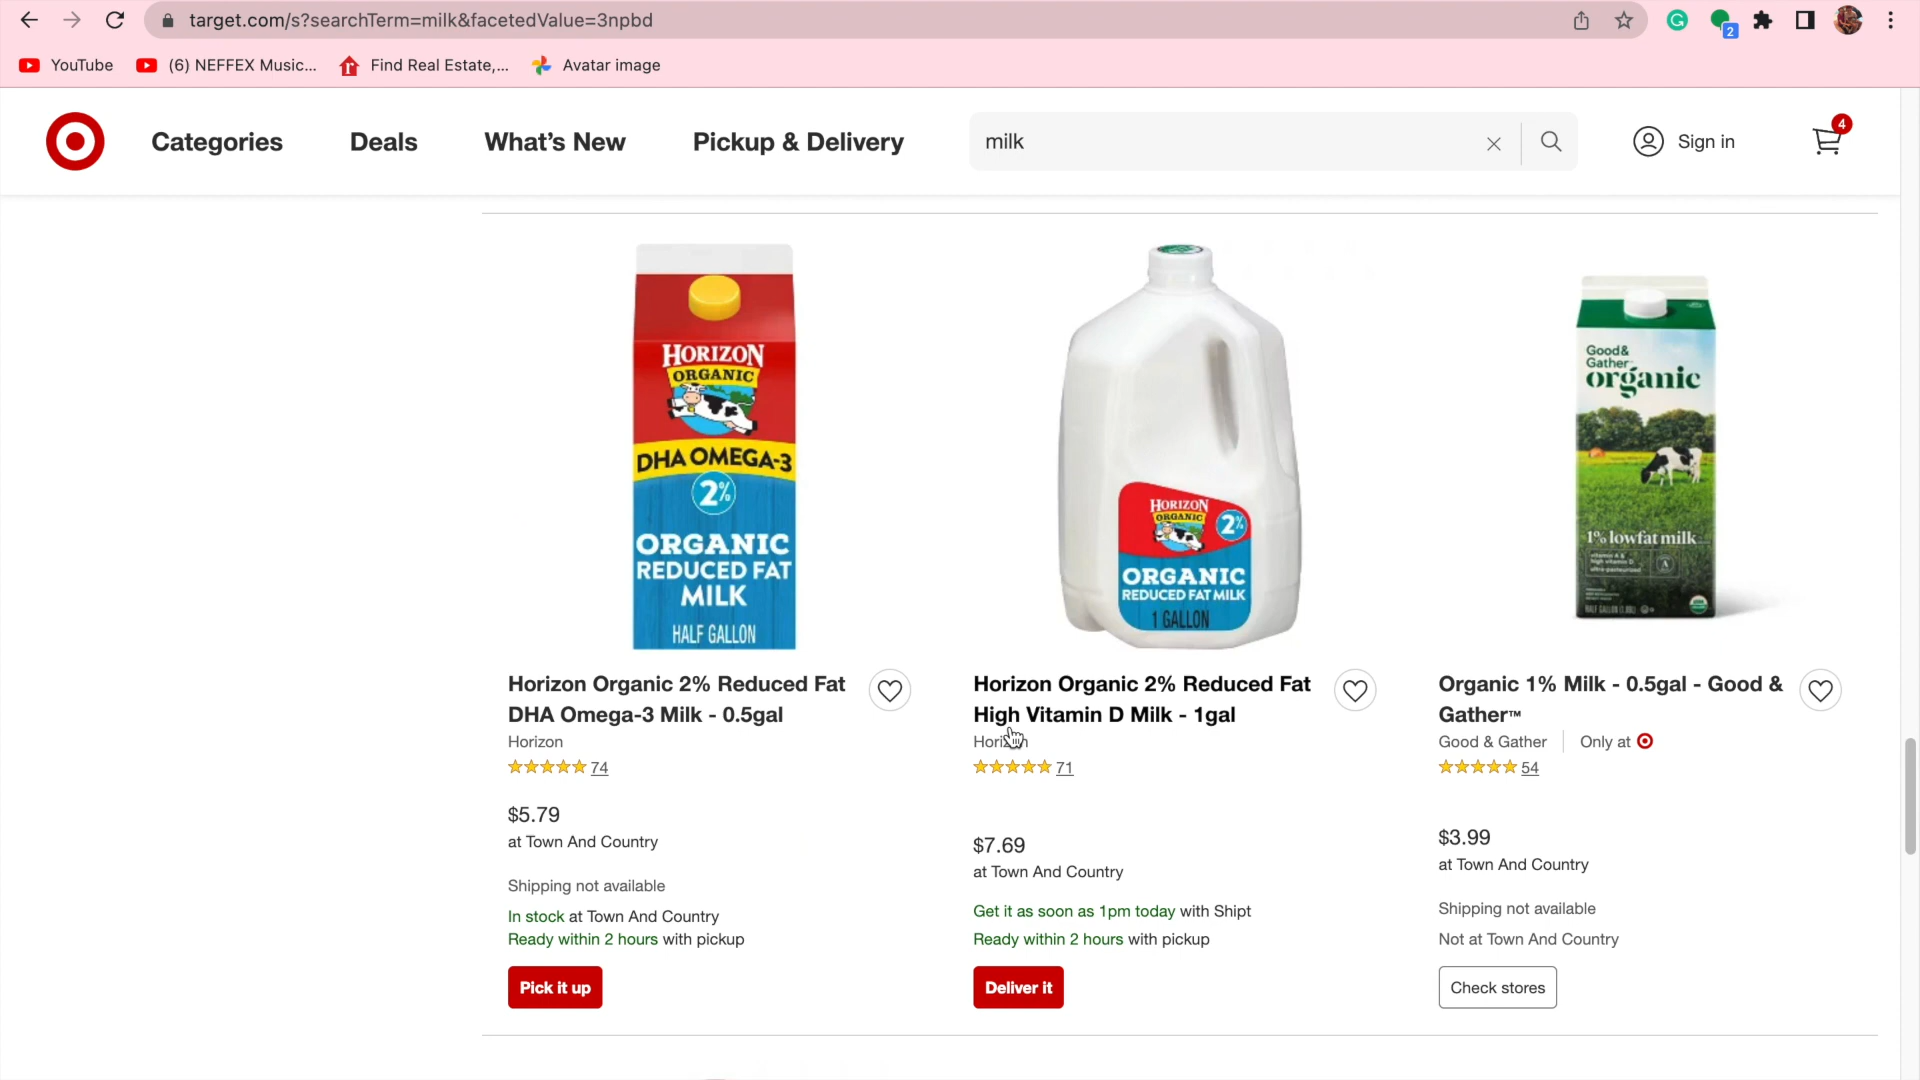 target.com/s?searchTerm=milk&facetedValue=3npbd
2
YouTube
(6) NEFFEX Music...
Find Real Estate,...
Avatar image
Categories
Deals
What's New
Pickup & Delivery
milk
Sign in
4
HORIZON
ORGANIC
DHA OMEGA-3
2%
ORGANIC
REDUCED FAT
MILK
HALF GALLON
HORIZON
ORGANIC
2%
ORGANIC
REDUCED FAT MILK
1 GALLON
Good&
Gather
organic
1% lowfat milk
vitamin A &
high vitamin D
ultra-pasteurized
A
Horizon Organic 2% Reduced Fat
DHA Omega-3 Milk - 0.5gal
Horizon
74
$5.79
at Town And Country
Shipping not available
In stock at Town And Country
Ready within 2 hours with pickup
Pick it up
Horizon Organic 2% Reduced Fat
High Vitamin D Milk - 1gal
Horizon
71
$7.69
at Town And Country
Get it as soon as 1pm today with Shipt
Ready within 2 hours with pickup
Deliver it
Organic 1% Milk - 0.5gal - Good &
Gather™
Good & Gather
Only at
54
$3.99
at Town And Country
Shipping not available
Not at Town And Country
Check stores